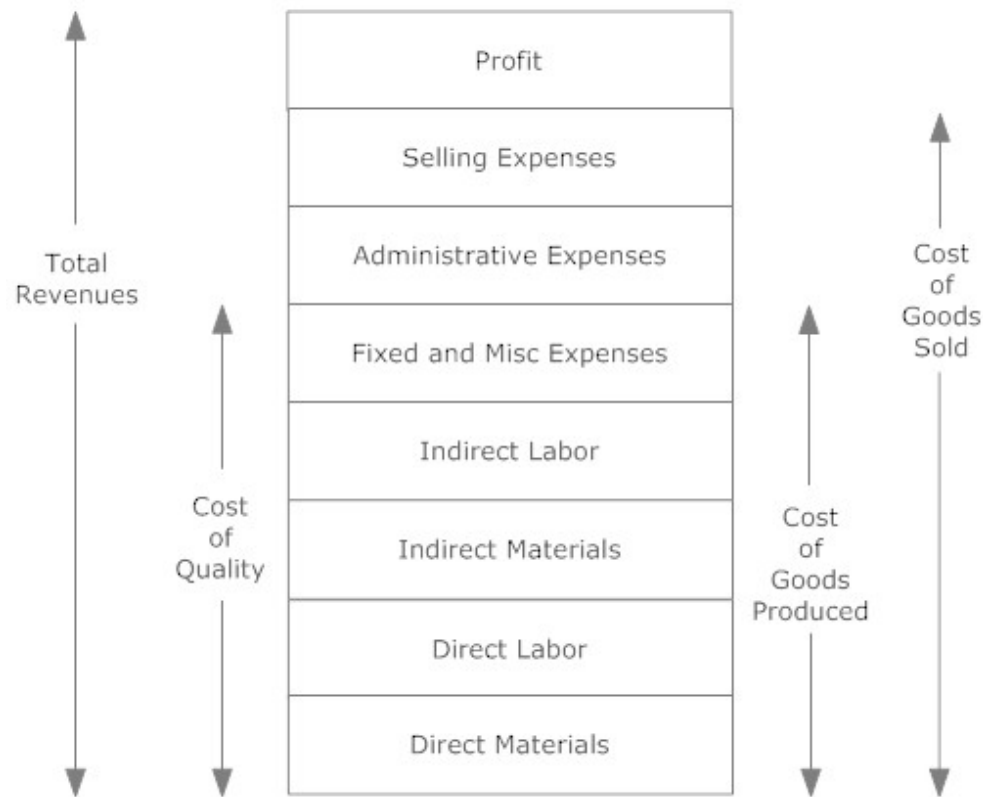 Profit
Selling Expenses
Administrative Expenses
Fixed and Misc Expenses
Indirect Labor
Indirect Materials
Direct Labor
Direct Materials
Total
Revenues
Cost
of
Quality
Cost
of
Goods
Produced
Cost
of
Goods
Sold